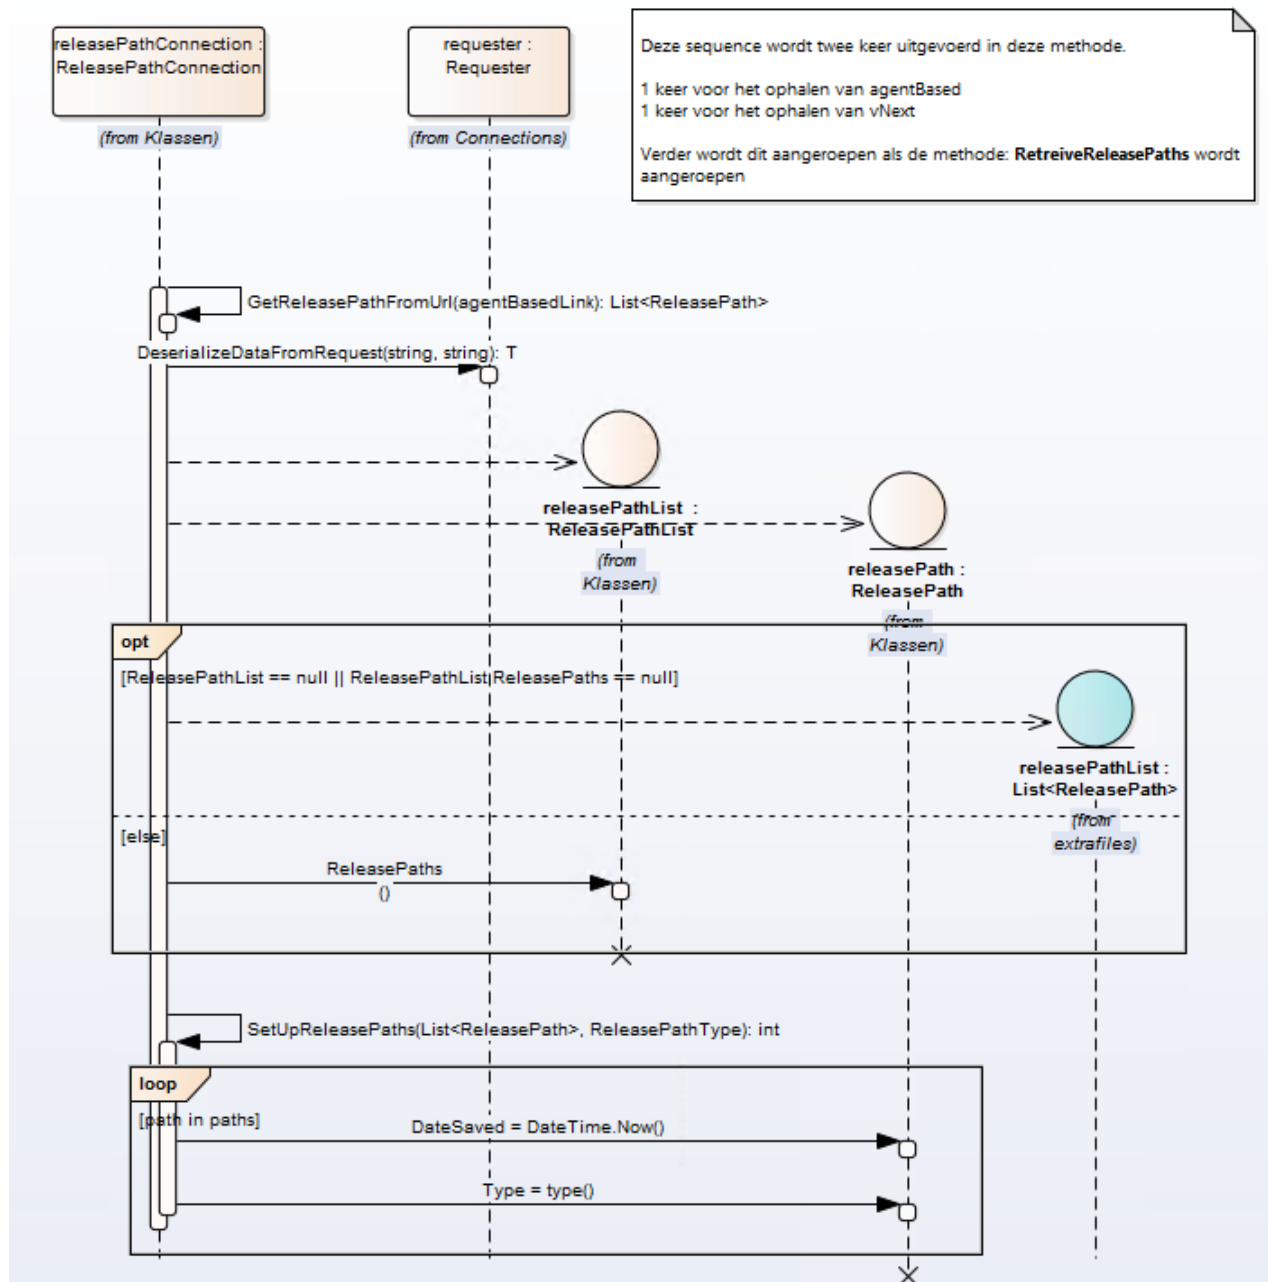 releasePathConnection :
ReleasePathConnection
(from Klassen)
requester :
Requester
(from Connections)
Deze sequence wordt twee keer uitgevoerd in deze methode.
1 keer voor het ophalen van agentBased
1 keer voor het ophalen van vNext
Verder wordt dit aangeroepen als de methode: RetreiveReleasePaths wordt
aangeroepen
GetReleasePathFromUrl(agentBasedLink): List<ReleasePath>
DeserializeDataFromRequest(string, string): T
releasePathList :
ReleasePathList
(from
Klassen)
releasePath :
ReleasePath
(from
Klassen)
opt
[ReleasePathList == null || ReleasePathList.ReleasePaths == null]
releasePathList :
List<ReleasePath>
(from
extrafiles)
[else]
ReleasePaths
()
SetUpReleasePaths(List<ReleasePath>, ReleasePathType): int
loop
[path in paths]
DateSaved = DateTime.Now()
Type = type()